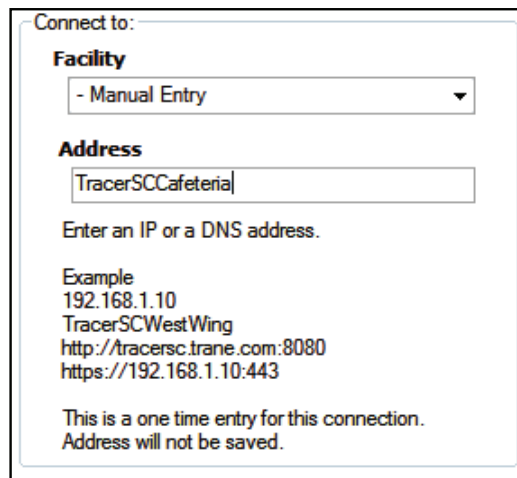 Connect to:
Facility
- Manual Entry
Address
TracerSCCafeteria
Enter an IP or a DNS address.
Example
192.168.1.10
TracerSCWestWing
http://tracersc.trane.com:8080
https://192.168.1.10:443
This is a one time entry for this connection.
Address will not be saved.